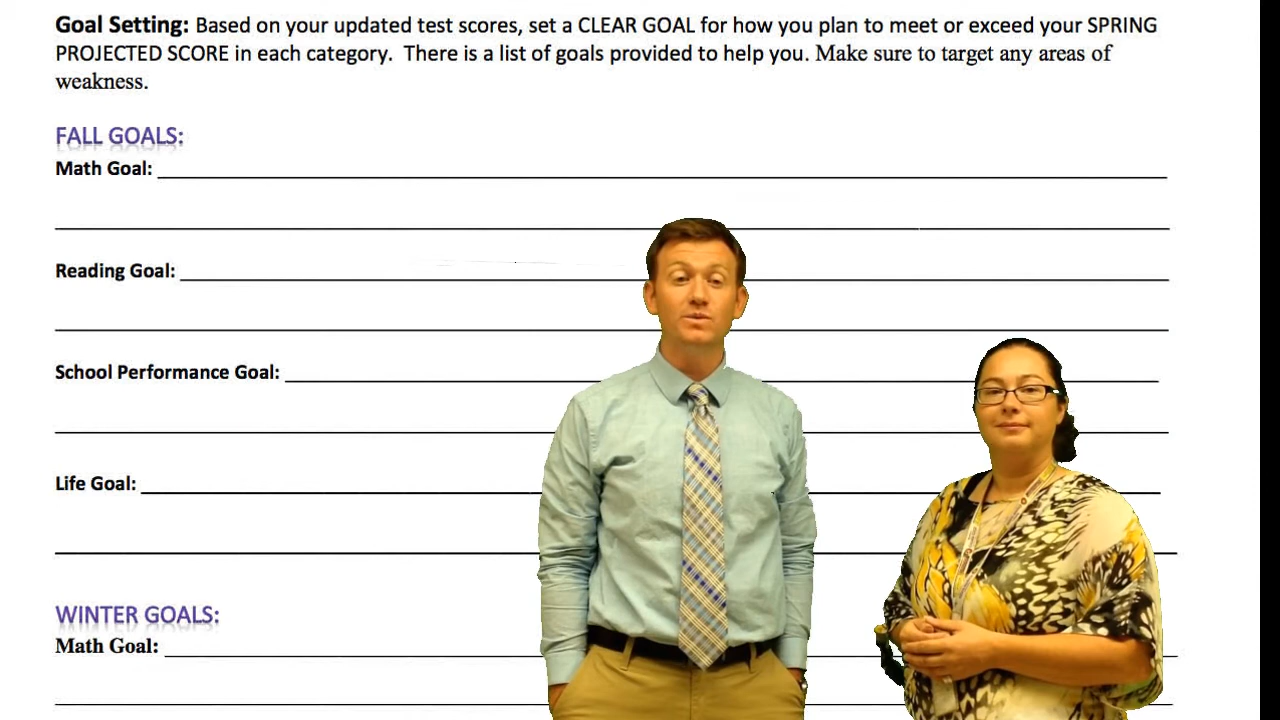 Goal Setting: Based on your updated test scores, set a CLEAR GOAL for how you plan to meet or exceed your SPRING
PROJECTED SCORE in each category. There is a list of goals provided to help you. Make sure to target any areas of
weakness.
FALL GOALS:
Math Goal:
Reading Goal:
School Performance Goal:
Life Goal:
WINTER GOALS:
Math Goal: